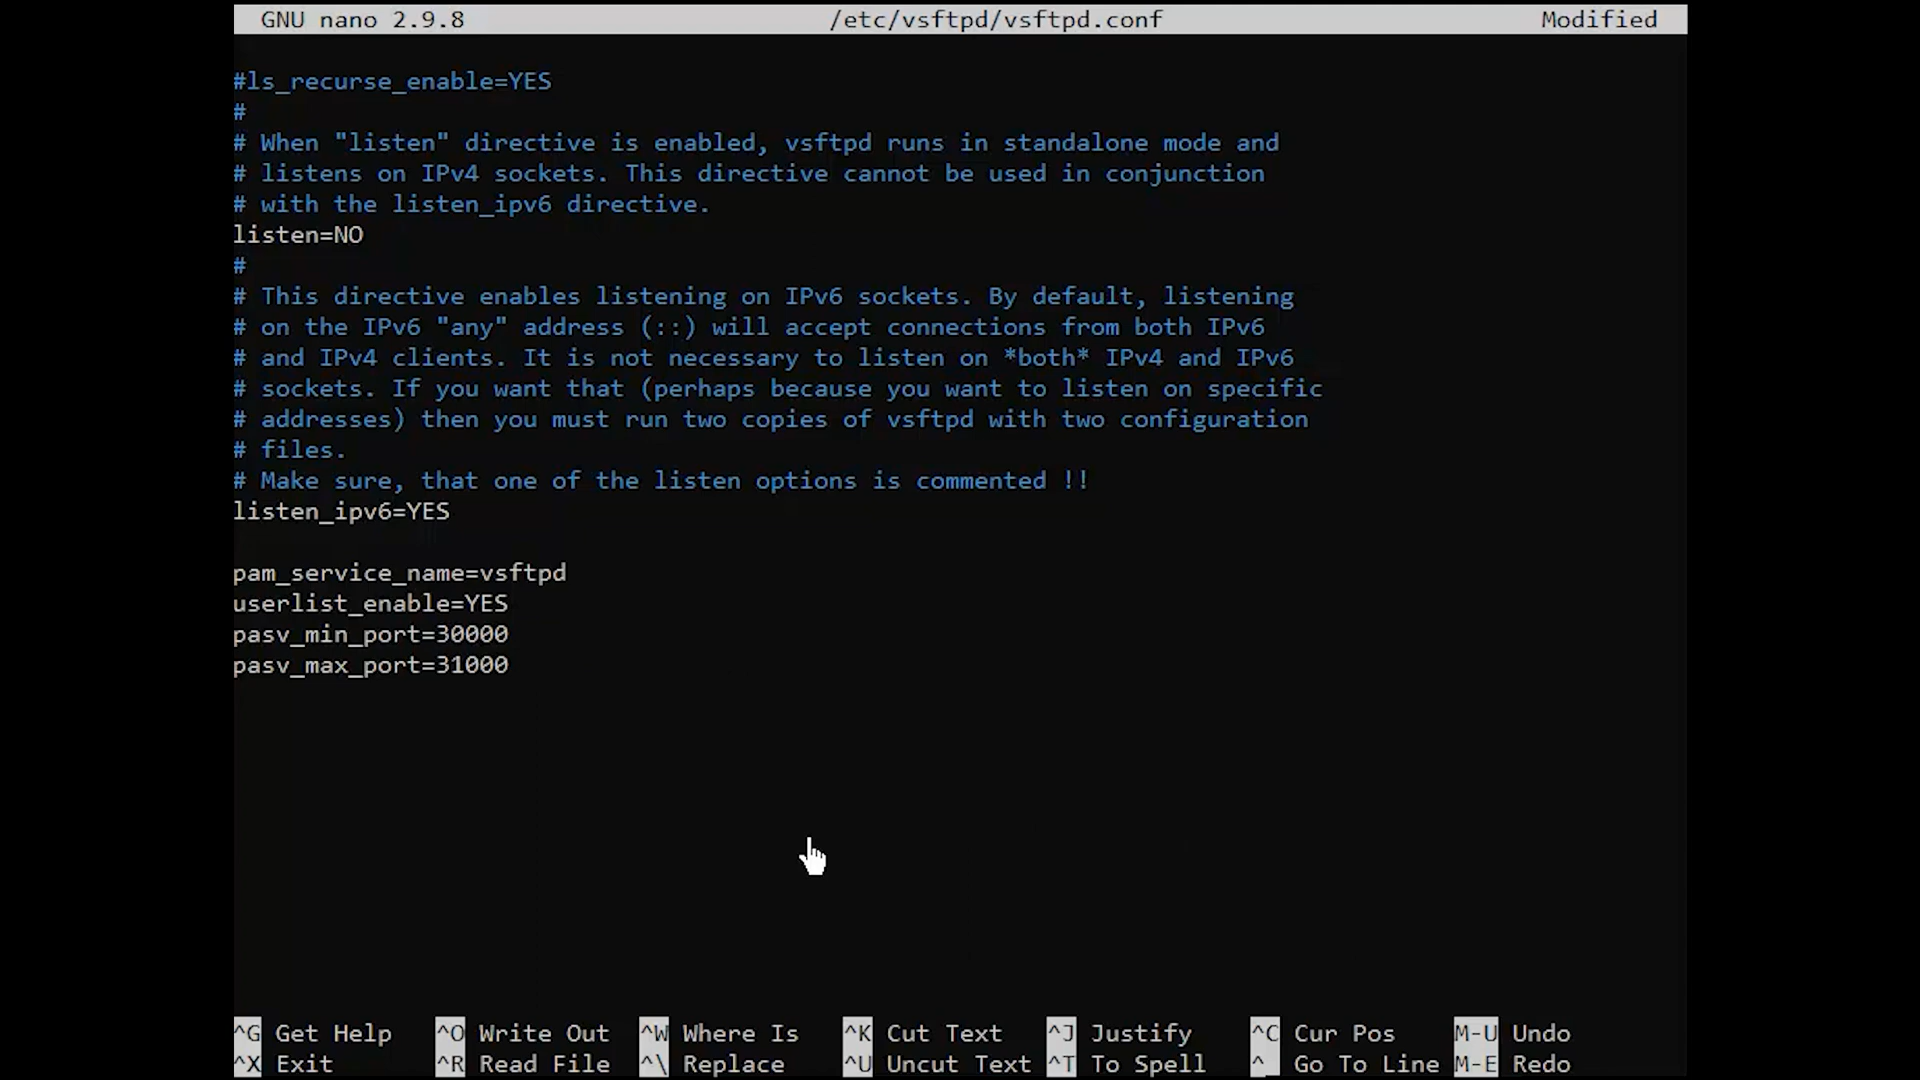 GNU nano 2.9.8 /etc/vsftpd/vsftpd.conf Modified
#ls_recurse_enable=YES
#
# When "listen" directive is enabled, vsftpd runs in standalone mode and
# listens on IPv4 sockets. This directive cannot be used in conjunction
# with the listen_ipv6 directive.
listen=NO
#
# This directive enables listening on IPv6 sockets. By default, listening
# on the IPv6 "any" address (::) will accept connections from both IPv6
# and IPv4 clients. It is not necessary to listen on *both* IPv4 and IPv6
# sockets. If you want that (perhaps because you want to listen on specific
# addresses) then you must run two copies of vsftpd with two configuration
# files.
# Make sure, that one of the listen options is commented !!
listen_ipv6=YES
pam_service_name=vsftpd
userlist_enable=YES
pasv_min_port=30000
pasv_max_port=31000
^G Get Help ^O Write Out ^W Where Is ^K Cut Text ^J Justify ^C Cur Pos M-U Undo
^X Exit ^R Read File ^\ Replace ^U Uncut Text ^T To Spell ^_ Go To Line M-E Redo